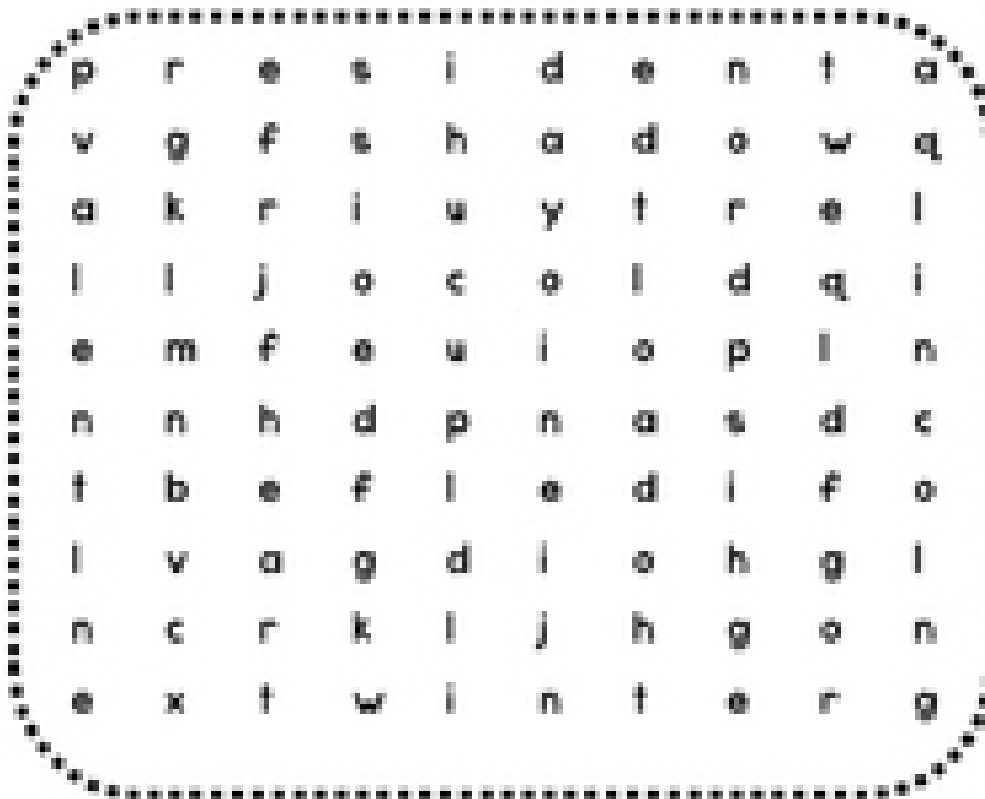 p r e s i d e n t a
v g f s h a d o w q
a k r i u y t r e l
l l j o c o l d q i
e m f e u i o p l n
n n h d p n a s d c
t b e f l e d i f o
i v a g d i o h g l
n c r k l j h g o n
e x t w i n t e r g